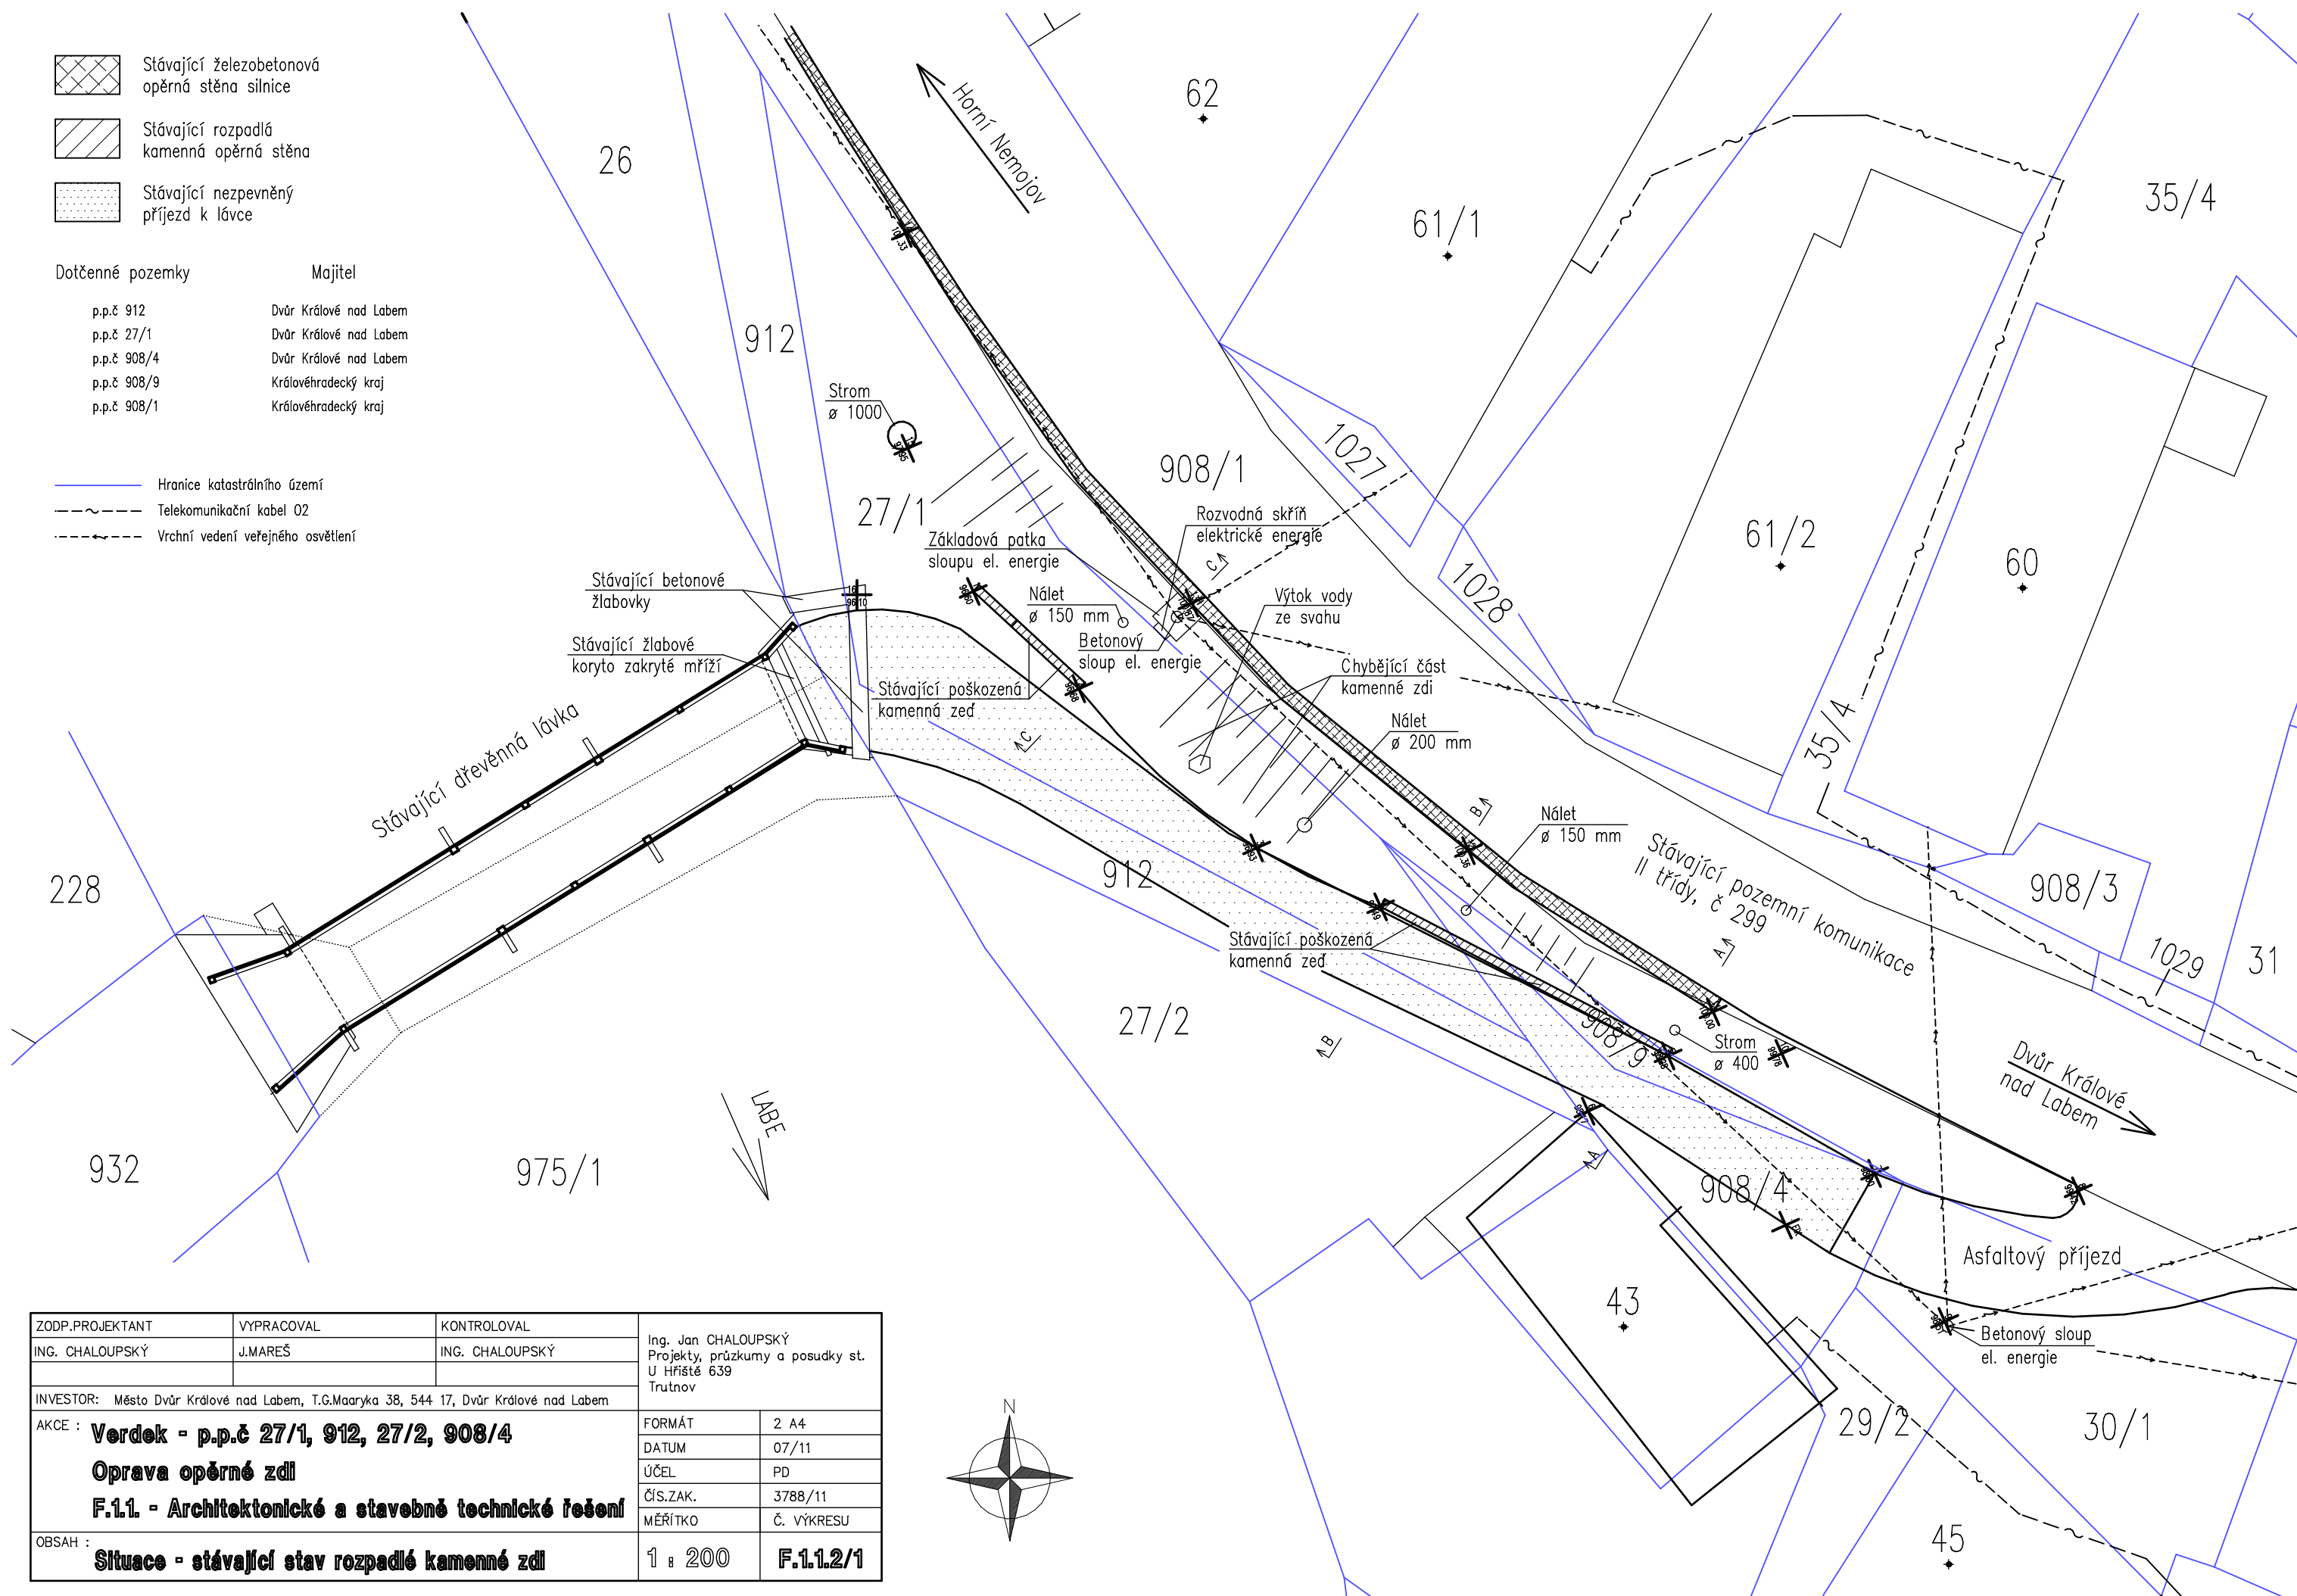 Stávající železobetonová
opěrná stěna silnice
Stávající rozpadlá
kamenná opěrná stěna
Stávající nezpevněný
příjezd k lávce
Dotčenné pozemky Majitel
p.p.č 912 Dvůr Králové nad Labem
p.p.č 27/1 Dvůr Králové nad Labem
p.p.č 908/4 Dvůr Králové nad Labem
p.p.č 908/9 Královéhradecký kraj
p.p.č 908/1 Královéhradecký kraj
Hranice katastrálního území
Telekomunikační kabel O2
Vrchní vedení veřejného osvětlení
Horní Nemojov
62
26
61/1
35/4
912
Strom
ø 1000
27/1
908/1
1027
1028
61/2
60
Rozvodná skříň
elektrické energie
Základová patka
sloupu el. energie
Stávající betonové
žlabovky
Nálet
ø 150 mm
Výtok vody
ze svahu
Betonový
sloup el. energie
Stávající žlabové
koryto zakryté mříží
Stávající poškozená
kamenná zeď
Chybějící část
kamenné zdi
Nálet
ø 200 mm
Stávající dřevěnná lávka
C
C
B
B
A
A
35/4
Nálet
ø 150 mm
Stávající pozemní komunikace
II třídy, č 299
228
912
908/3
1029
31
Stávající poškozená
kamenná zeď
27/2
908/9
Strom
ø 400
Dvůr Králové
nad Labem
LABE
932
975/1
908/4
Asfaltový příjezd
43
Betonový sloup
el. energie
29/2
30/1
45
N
ZODP.PROJEKTANT VYPRACOVAL KONTROLOVAL
ING. CHALOUPSKÝ J.MAREŠ ING. CHALOUPSKÝ
Ing. Jan CHALOUPSKÝ
Projekty, průzkumy a posudky st.
U Hřiště 639
Trutnov
INVESTOR: Město Dvůr Králové nad Labem, T.G.Maaryka 38, 544 17, Dvůr Králové nad Labem
AKCE : Verdek - p.p.č 27/1, 912, 27/2, 908/4
Oprava opěrné zdi
F.1.1. - Architektonické a stavebně technické řešení
FORMÁT 2 A4
DATUM 07/11
ÚČEL PD
ČÍS.ZAK. 3788/11
MĚŘÍTKO Č. VÝKRESU
1 : 200 F.1.1.2/1
OBSAH : Situace - stávající stav rozpadlé kamenné zdi